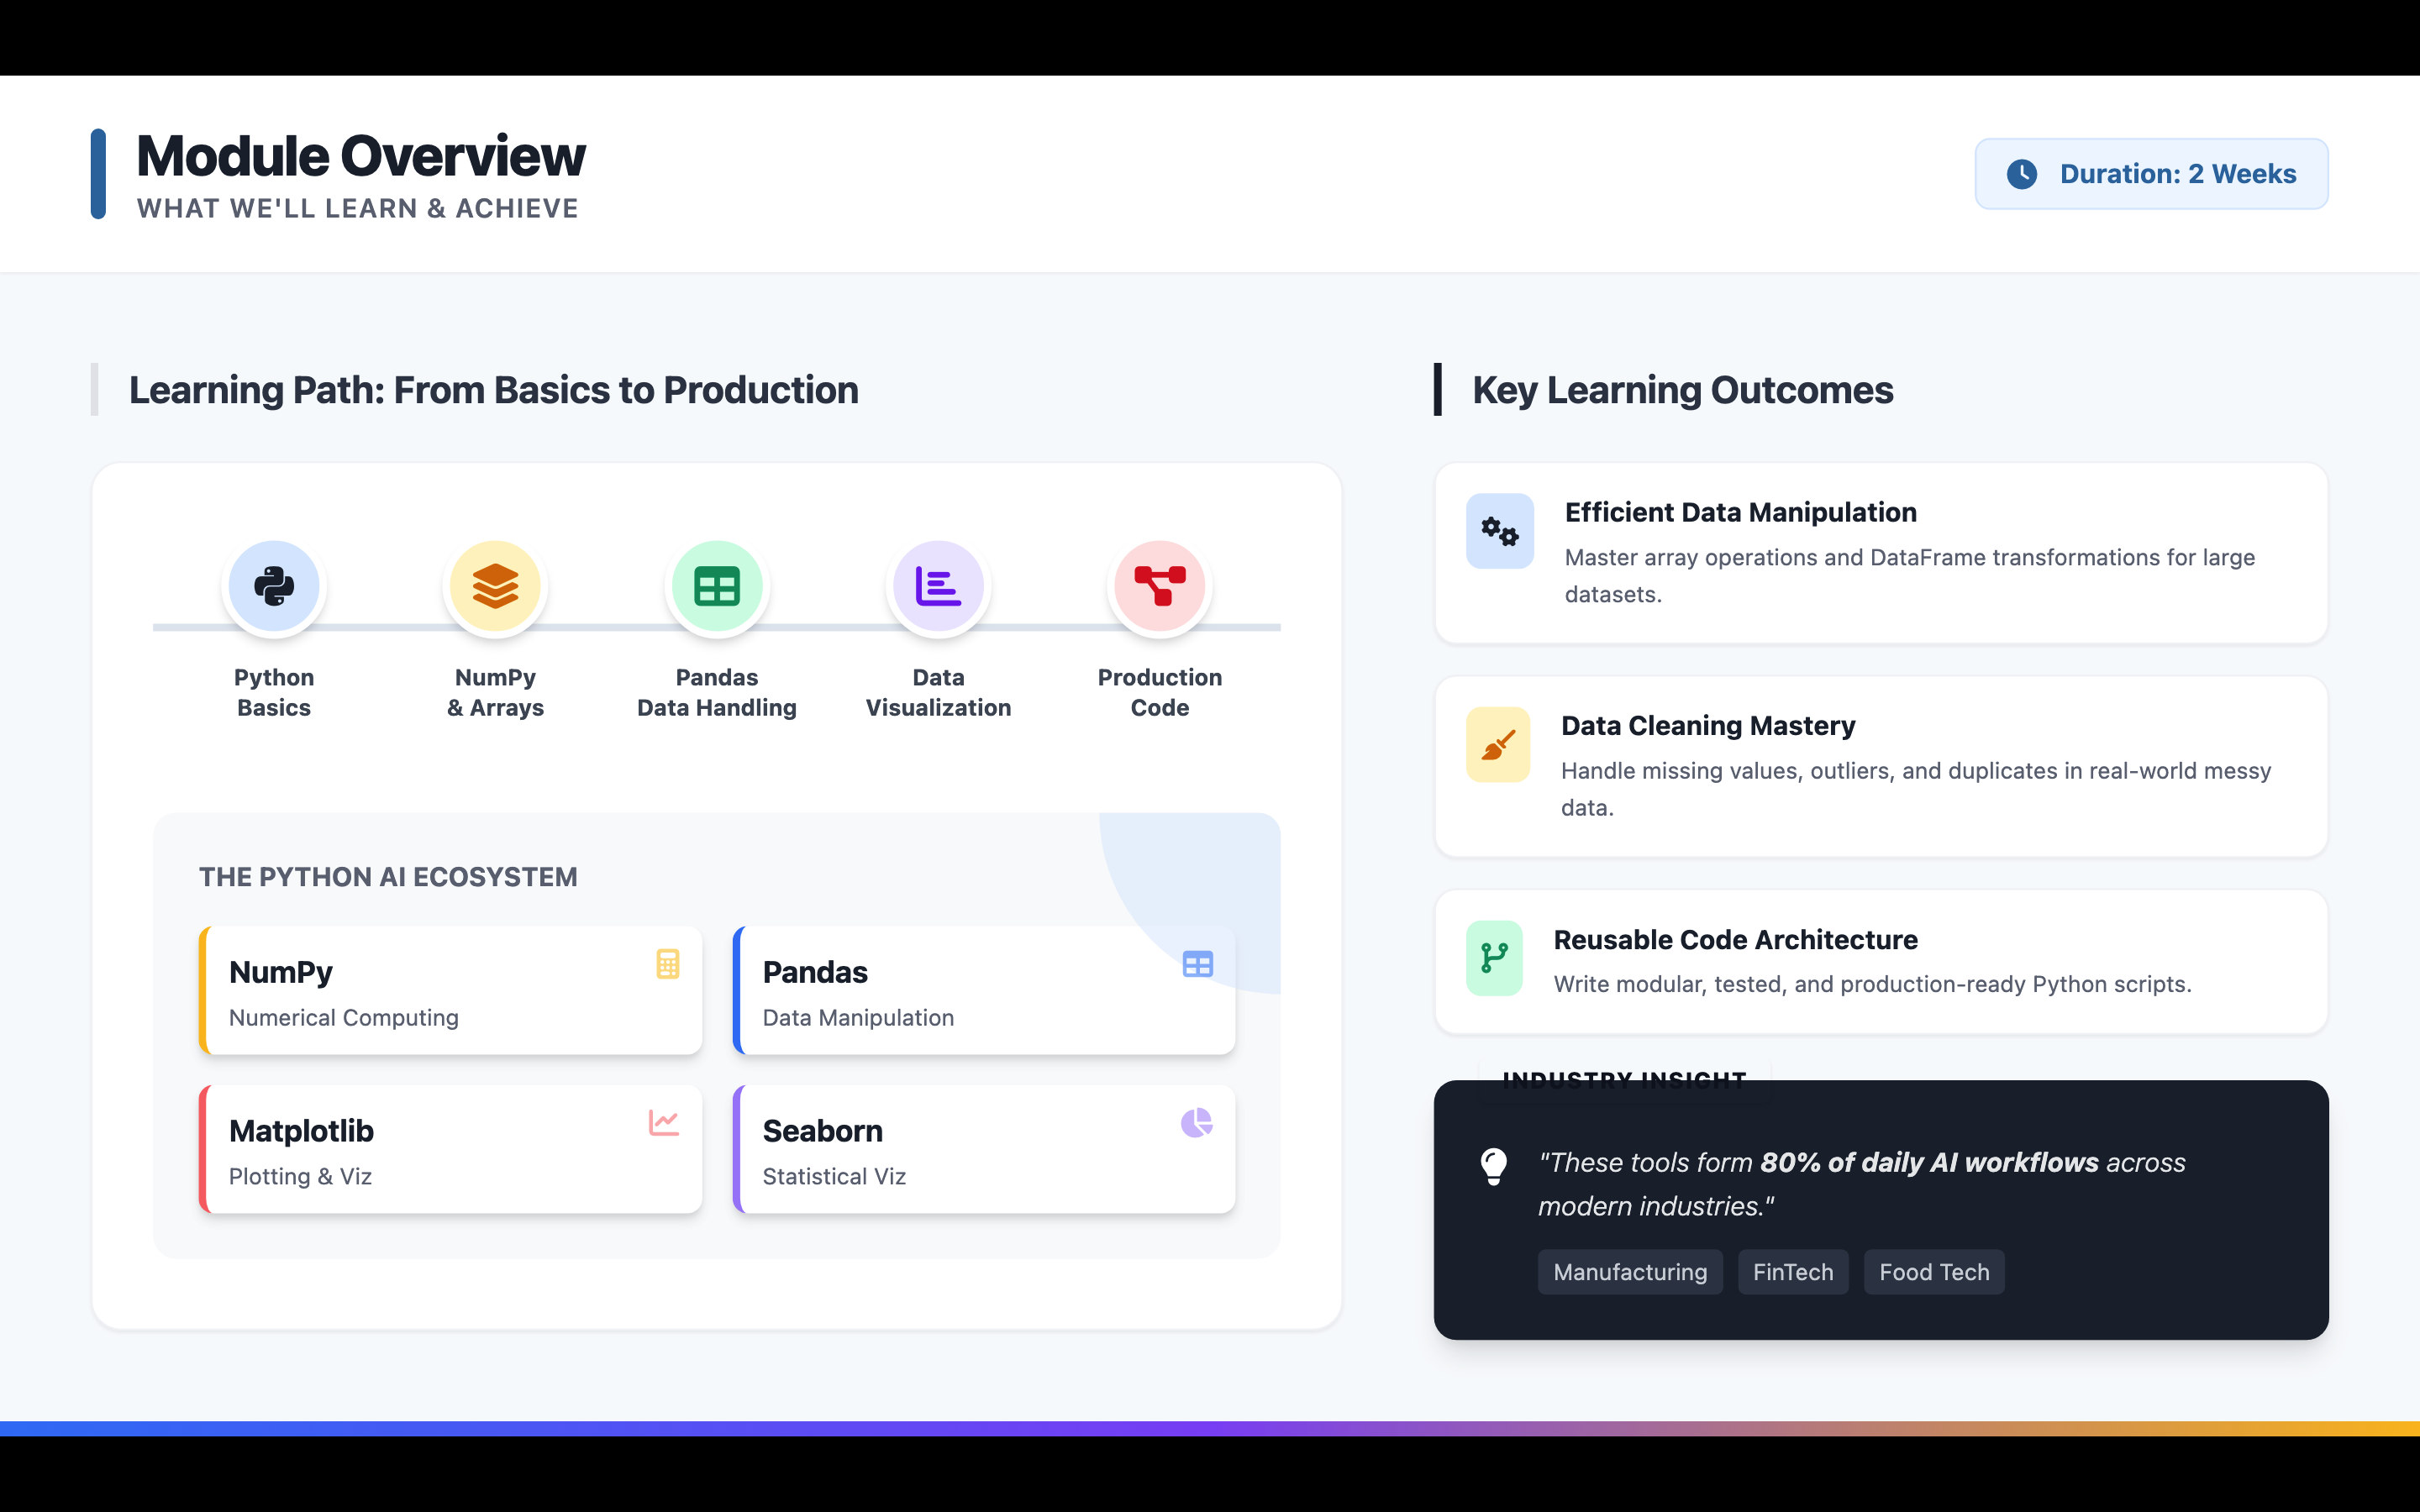 Module Overview
WHAT WE'LL LEARN & ACHIEVE
Duration: 2 Weeks
Learning Path: From Basics to Production
Python
Basics
NumPy
& Arrays
Pandas
Data Handling
Data
Visualization
Production
Code
THE PYTHON AI ECOSYSTEM
NumPy
Numerical Computing
Pandas
Data Manipulation
Matplotlib
Plotting & Viz
Seaborn
Statistical Viz
Key Learning Outcomes
Efficient Data Manipulation
Master array operations and DataFrame transformations for large
datasets.
Data Cleaning Mastery
Handle missing values, outliers, and duplicates in real-world messy
data.
Reusable Code Architecture
Write modular, tested, and production-ready Python scripts.
INDUSTRY INSIGHT
"These tools form 80% of daily AI workflows across
modern industries."
Manufacturing
FinTech
Food Tech